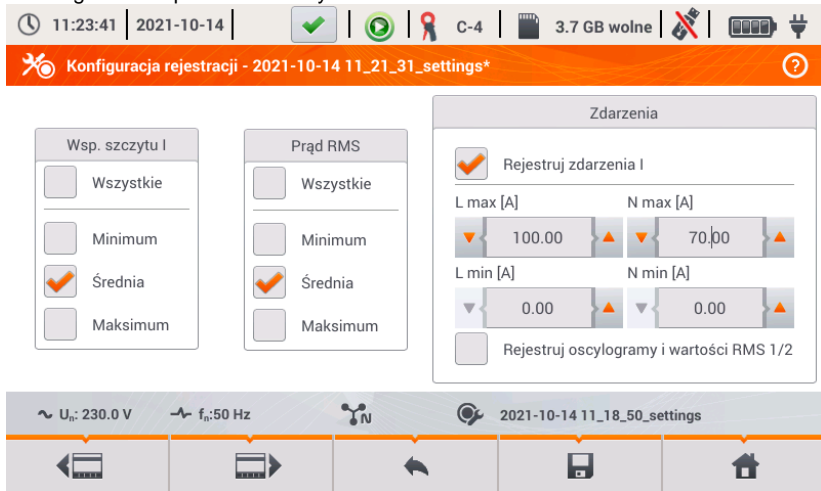 11:23:41 2021-10-14 C-4 3.7 GB wolne
Konfiguracja rejestracji - 2021-10-14 11_21_31_settings* ?
Wsp. szczytu I
Wszystkie
Minimum
Średnia
Maksimum
Prąd RMS
Wszystkie
Minimum
Średnia
Maksimum
Zdarzenia
Rejestruj zdarzenia I
L max [A] N max [A]
100.00 70.00
L min [A] N min [A]
0.00 0.00
Rejestruj oscylogramy i wartości RMS 1/2
Uₙ: 230.0 V fₙ:50 Hz N 2021-10-14 11_18_50_settings